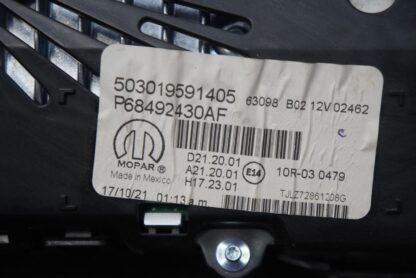 503019591405 63098 B02 12V 02462
P68492430AF
MOPAR®
Made in Mexico
D21.20.01
A21.20.01 E14 10R-03 0479
H17.23.01
17/10/21 01:13 a.m
TJLZ72861208G